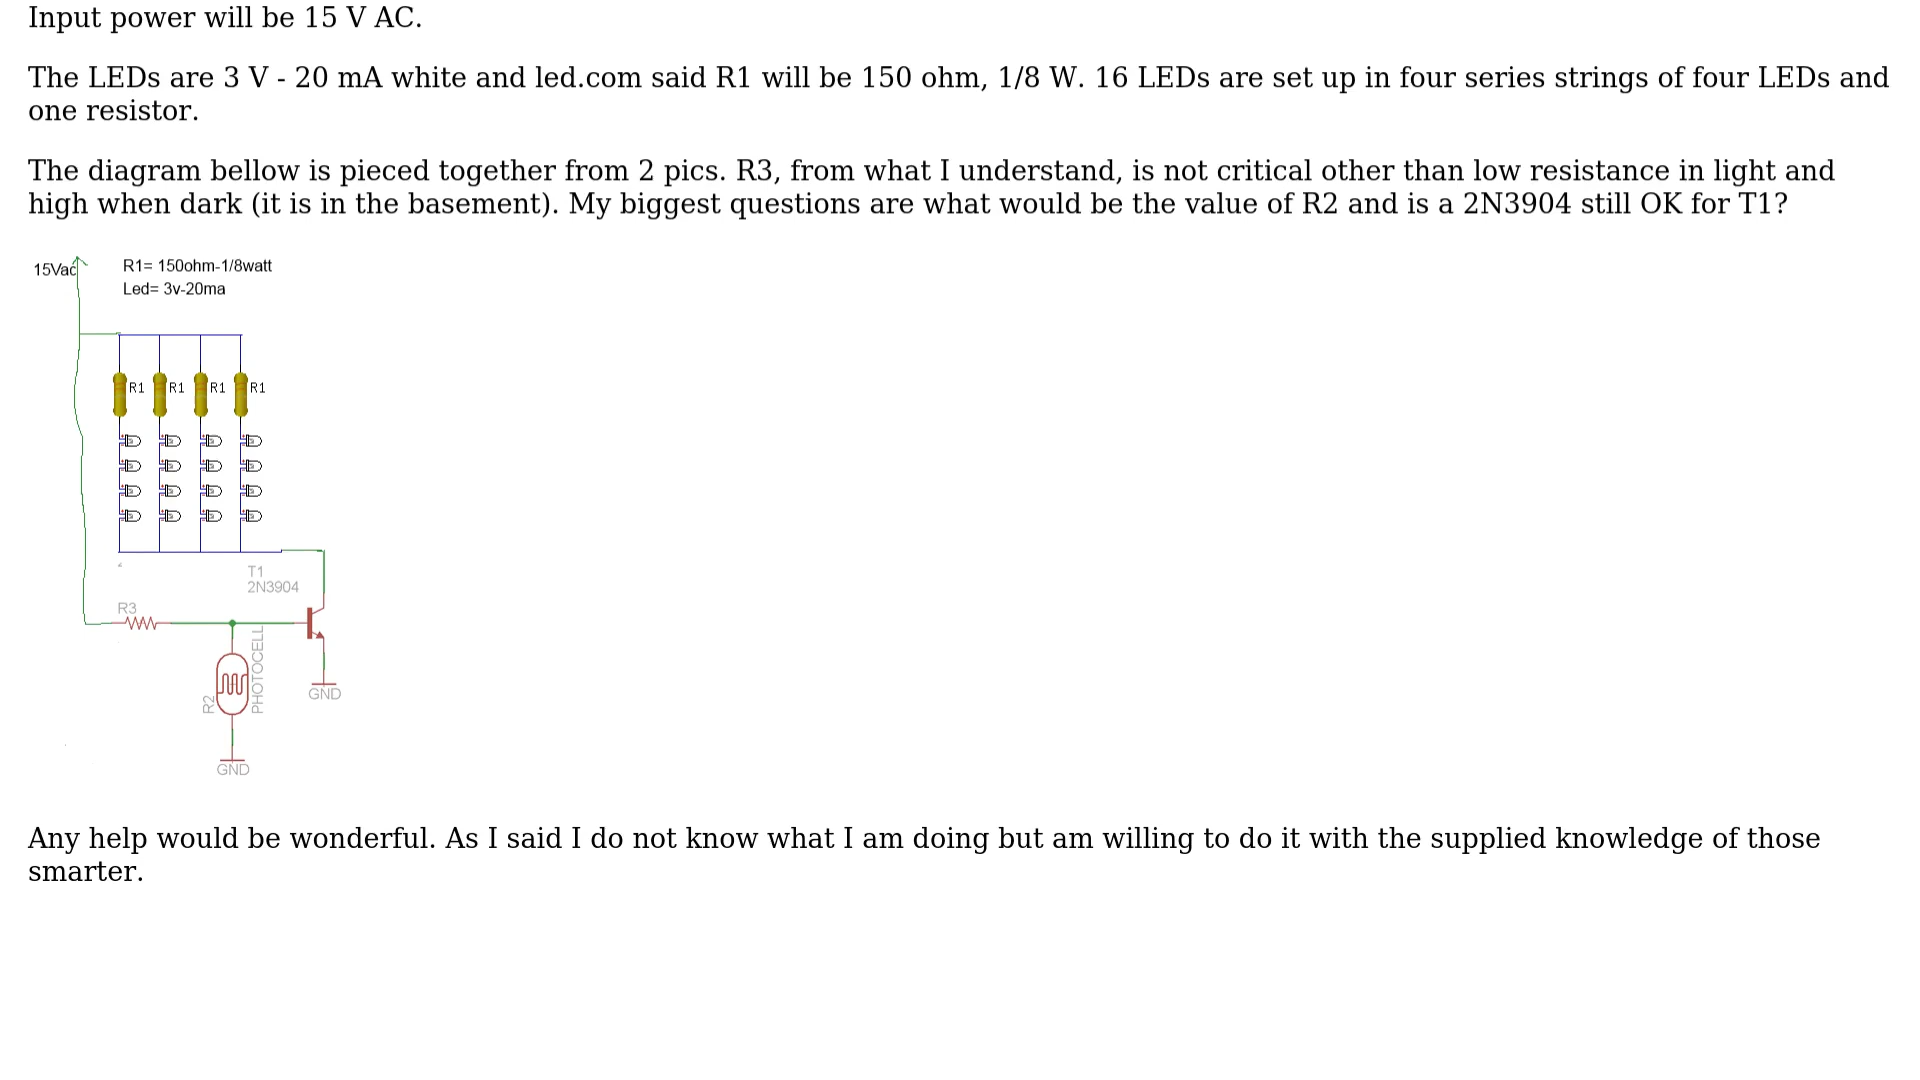 Input power will be 15 V AC.
The LEDs are 3 V - 20 mA white and led.com said R1 will be 150 ohm, 1/8 W. 16 LEDs are set up in four series strings of four LEDs and
one resistor.
The diagram bellow is pieced together from 2 pics. R3, from what I understand, is not critical other than low resistance in light and
high when dark (it is in the basement). My biggest questions are what would be the value of R2 and is a 2N3904 still OK for T1?
15Vac
R1= 150ohm-1/8watt
Led= 3v-20ma
R1 R1 R1 R1
T1
2N3904
R3
PHOTOCELL
R2
GND
GND
Any help would be wonderful. As I said I do not know what I am doing but am willing to do it with the supplied knowledge of those
smarter.